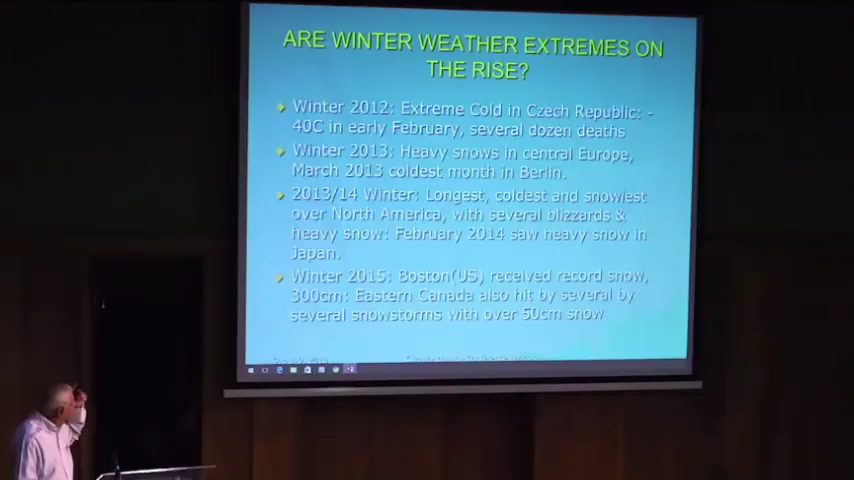 ARE WINTER WEATHER EXTREMES ON
THE RISE?
Winter 2012: Extreme Cold in Czech Republic: -
40C in early February, several dozen deaths
Winter 2013: Heavy snows in central Europe,
March 2013 coldest month in Berlin.
2013/14 Winter: Longest, coldest and snowiest
over North America, with several blizzards &
heavy snow: February 2014 saw heavy snow in
Japan.
Winter 2015: Boston(US) received record snow,
300cm: Eastern Canada also hit by several by
several snowstorms with over 50cm snow